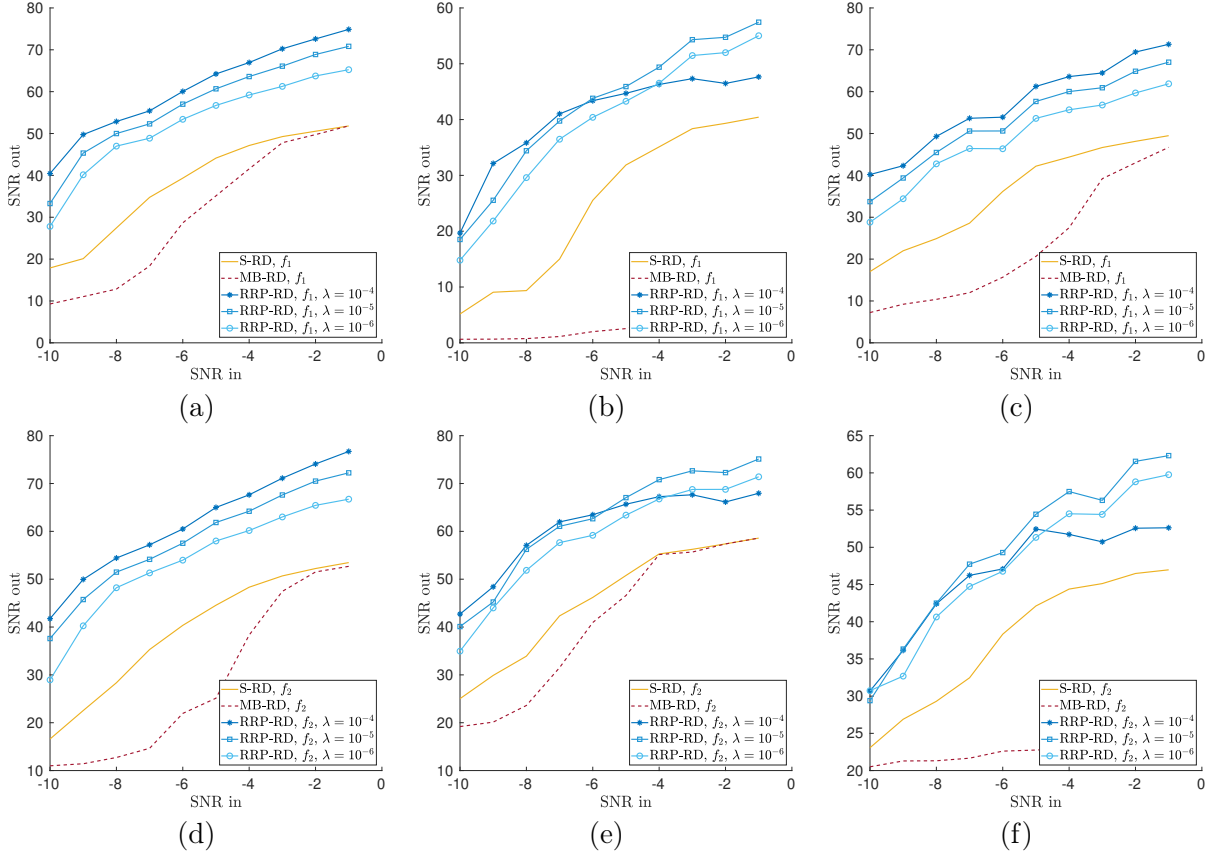 80
70
60
50
40
30
20
10
0
SNR out
-10 -8 -6 -4 -2 0
SNR in
S-RD, f₁
MB-RD, f₁
RRP-RD, f₁, λ = 10⁻⁴
RRP-RD, f₁, λ = 10⁻⁵
RRP-RD, f₁, λ = 10⁻⁶
(a)
60
50
40
30
20
10
0
SNR out
-10 -8 -6 -4 -2 0
SNR in
S-RD, f₁
MB-RD, f₁
RRP-RD, f₁, λ = 10⁻⁴
RRP-RD, f₁, λ = 10⁻⁵
RRP-RD, f₁, λ = 10⁻⁶
(b)
80
70
60
50
40
30
20
10
0
SNR out
-10 -8 -6 -4 -2 0
SNR in
S-RD, f₁
MB-RD, f₁
RRP-RD, f₁, λ = 10⁻⁴
RRP-RD, f₁, λ = 10⁻⁵
RRP-RD, f₁, λ = 10⁻⁶
(c)
80
70
60
50
40
30
20
10
SNR out
-10 -8 -6 -4 -2 0
SNR in
S-RD, f₂
MB-RD, f₂
RRP-RD, f₂, λ = 10⁻⁴
RRP-RD, f₂, λ = 10⁻⁵
RRP-RD, f₂, λ = 10⁻⁶
(d)
80
70
60
50
40
30
20
10
SNR out
-10 -8 -6 -4 -2 0
SNR in
S-RD, f₂
MB-RD, f₂
RRP-RD, f₂, λ = 10⁻⁴
RRP-RD, f₂, λ = 10⁻⁵
RRP-RD, f₂, λ = 10⁻⁶
(e)
65
60
55
50
45
40
35
30
25
20
SNR out
-10 -8 -6 -4 -2 0
SNR in
S-RD, f₂
MB-RD, f₂
RRP-RD, f₂, λ = 10⁻⁴
RRP-RD, f₂, λ = 10⁻⁵
RRP-RD, f₂, λ = 10⁻⁶
(f)